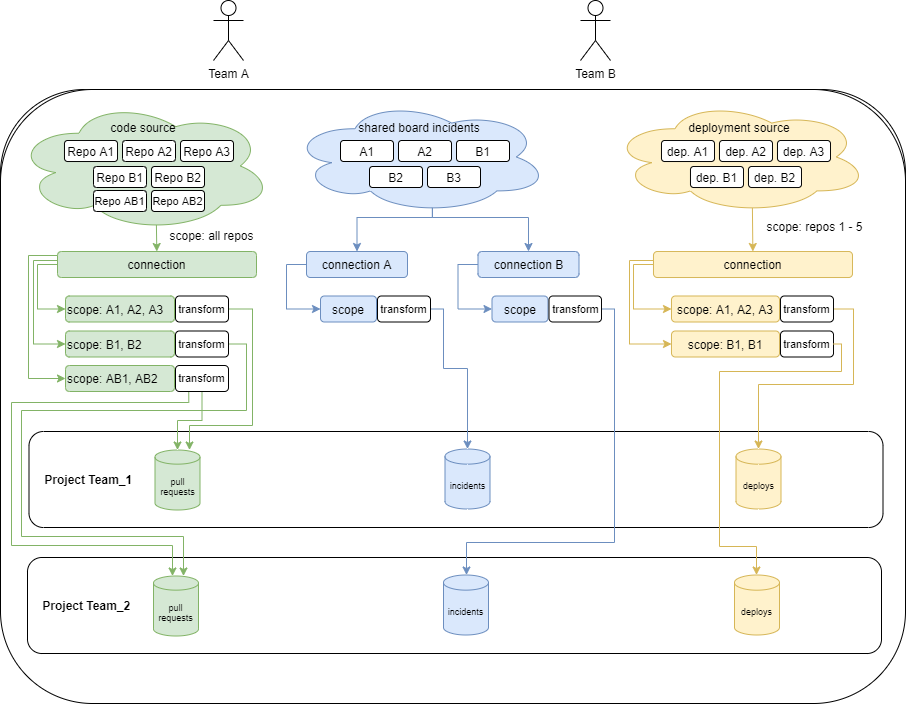 Team A
Team B
code source
Repo A1
Repo A2
Repo A3
Repo B1
Repo B2
Repo AB1
Repo AB2
shared board incidents
A1
A2
B1
B2
B3
deployment source
dep. A1
dep. A2
dep. A3
dep. B1
dep. B2
scope: all repos
scope: repos 1 - 5
connection
connection A
connection B
connection
scope: A1, A2, A3
transform
scope
transform
scope
transform
scope: A1, A2, A3
transform
scope: B1, B2
transform
scope: B1, B1
transform
scope: AB1, AB2
transform
Project Team_1
pull
requests
incidents
deploys
Project Team_2
pull
requests
incidents
deploys